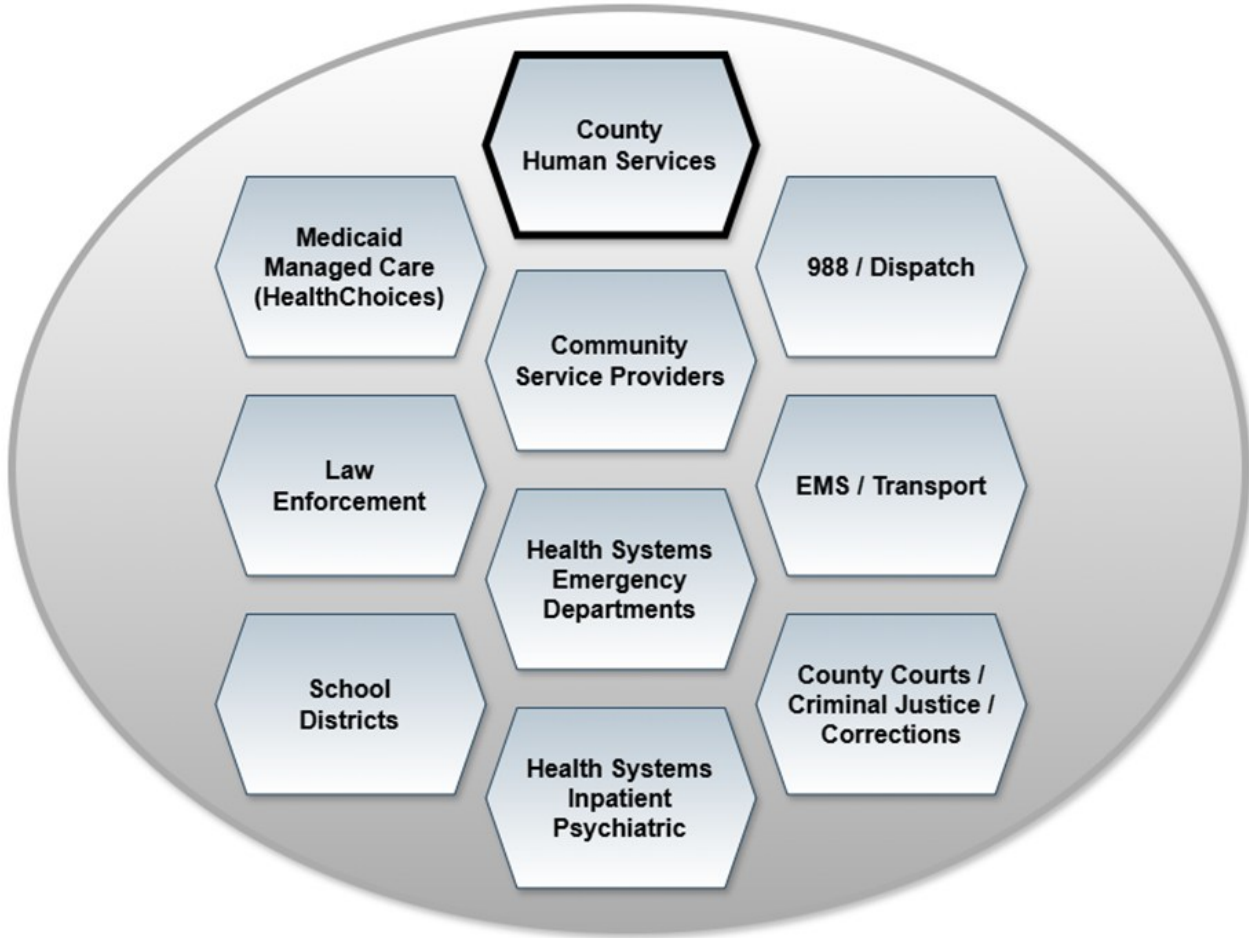 County
Human Services
Medicaid
Managed Care
(HealthChoices)
988 / Dispatch
Community
Service Providers
Law
Enforcement
EMS / Transport
Health Systems
Emergency
Departments
School
Districts
County Courts /
Criminal Justice /
Corrections
Health Systems
Inpatient
Psychiatric